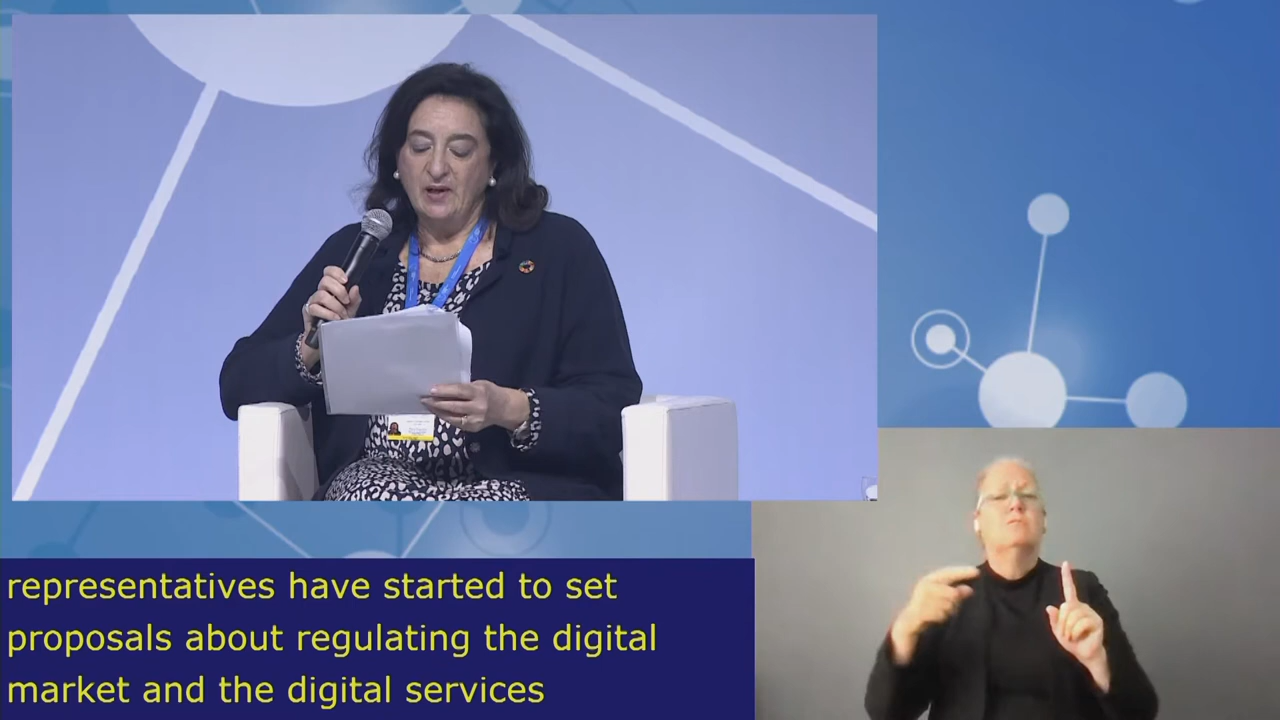 representatives have started to set
proposals about regulating the digital
market and the digital services